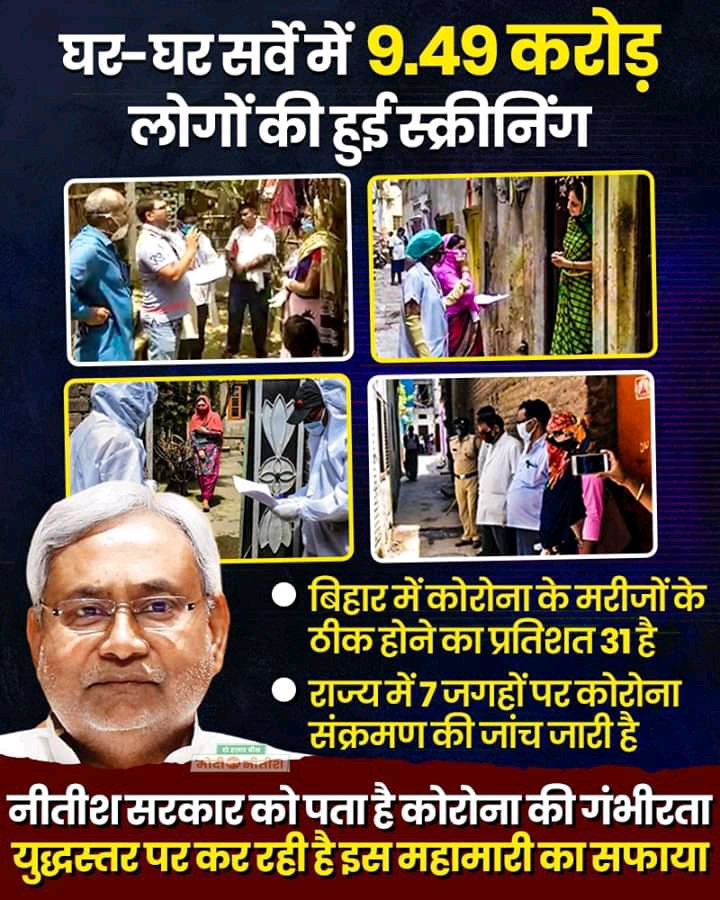 घर-घर सर्वे में 9.49 करोड़
लोगों की हुई स्क्रीनिंग
बिहार में कोरोना के मरीजों के
ठीक होने का प्रतिशत 31 है
राज्य में 7 जगहों पर कोरोना
संक्रमण की जांच जारी है
दो हजार बीस
मोदी नीतीश
नीतीश सरकार को पता है कोरोना की गंभीरता
युद्धस्तर पर कर रही है इस महामारी का सफाया